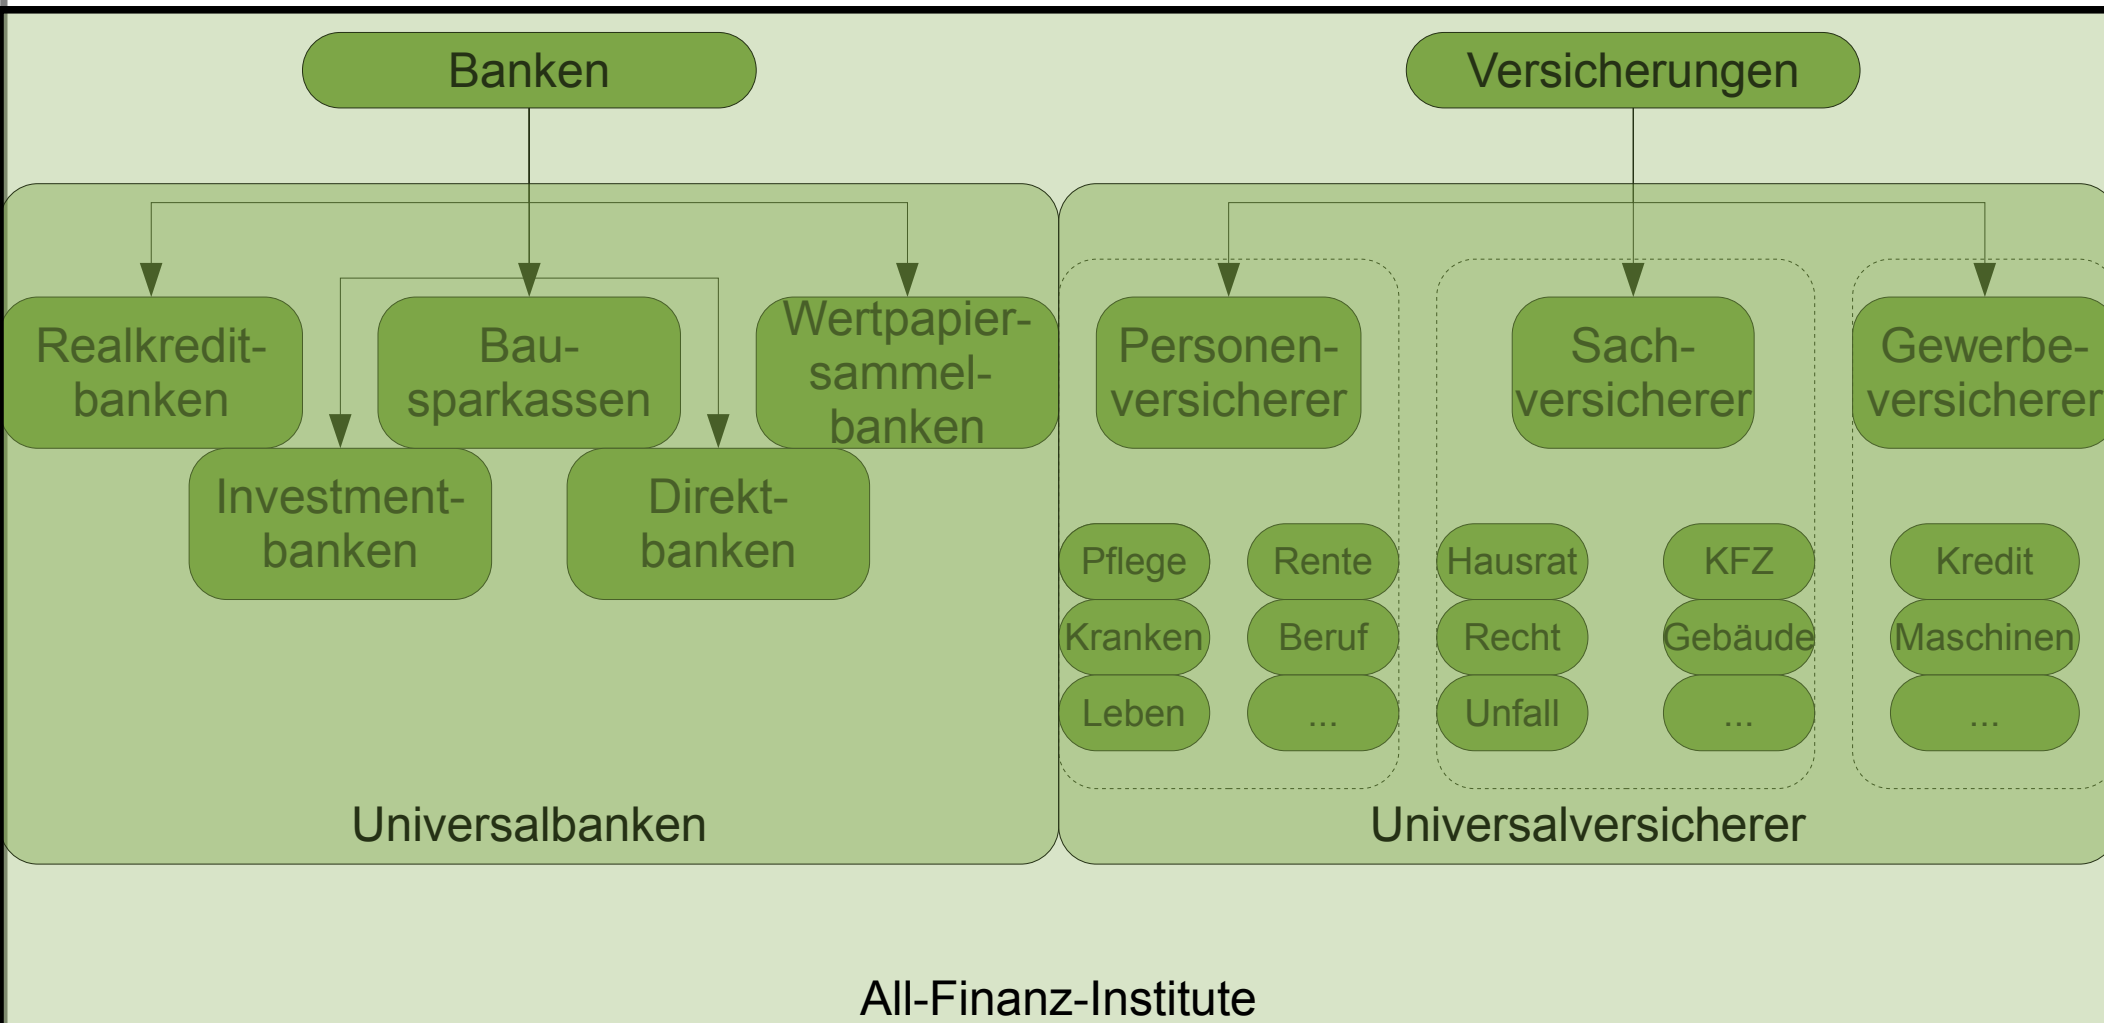 Banken
Versicherungen
Realkredit-
banken
Bau-
sparkassen
Wertpapier-
sammel-
banken
Investment-
banken
Direkt-
banken
Universalbanken
Personen-
versicherer
Sach-
versicherer
Gewerbe-
versicherer
Pflege
Rente
Hausrat
KFZ
Kredit
Kranken
Beruf
Recht
Gebäude
Maschinen
Leben
...
Unfall
...
...
Universalversicherer
All-Finanz-Institute